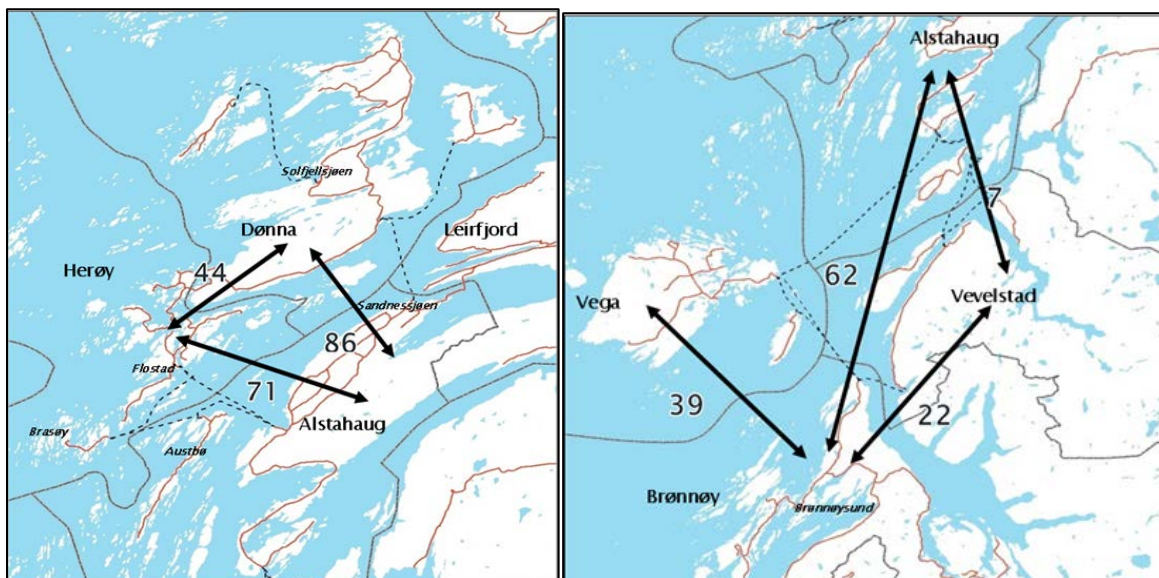 Solfjellsjøen
Dønna
Leirfjord
Herøy
44
Sandnessjøen
86
Flostad
71
Alstahaug
Brasøy
Austbø
Alstahaug
7
62
Vega
Vevelstad
39
22
Brønnøy
Brønnøysund